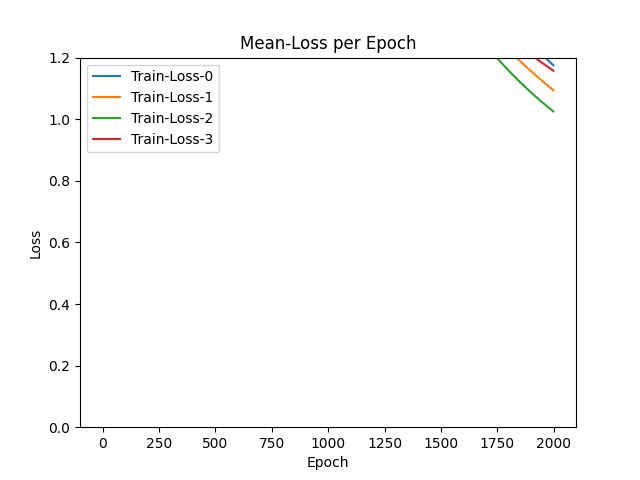 Mean-Loss per Epoch
Train-Loss-0
Train-Loss-1
Train-Loss-2
Train-Loss-3
1.2
1.0
0.8
0.6
0.4
0.2
0.0
Loss
0 250 500 750 1000 1250 1500 1750 2000
Epoch